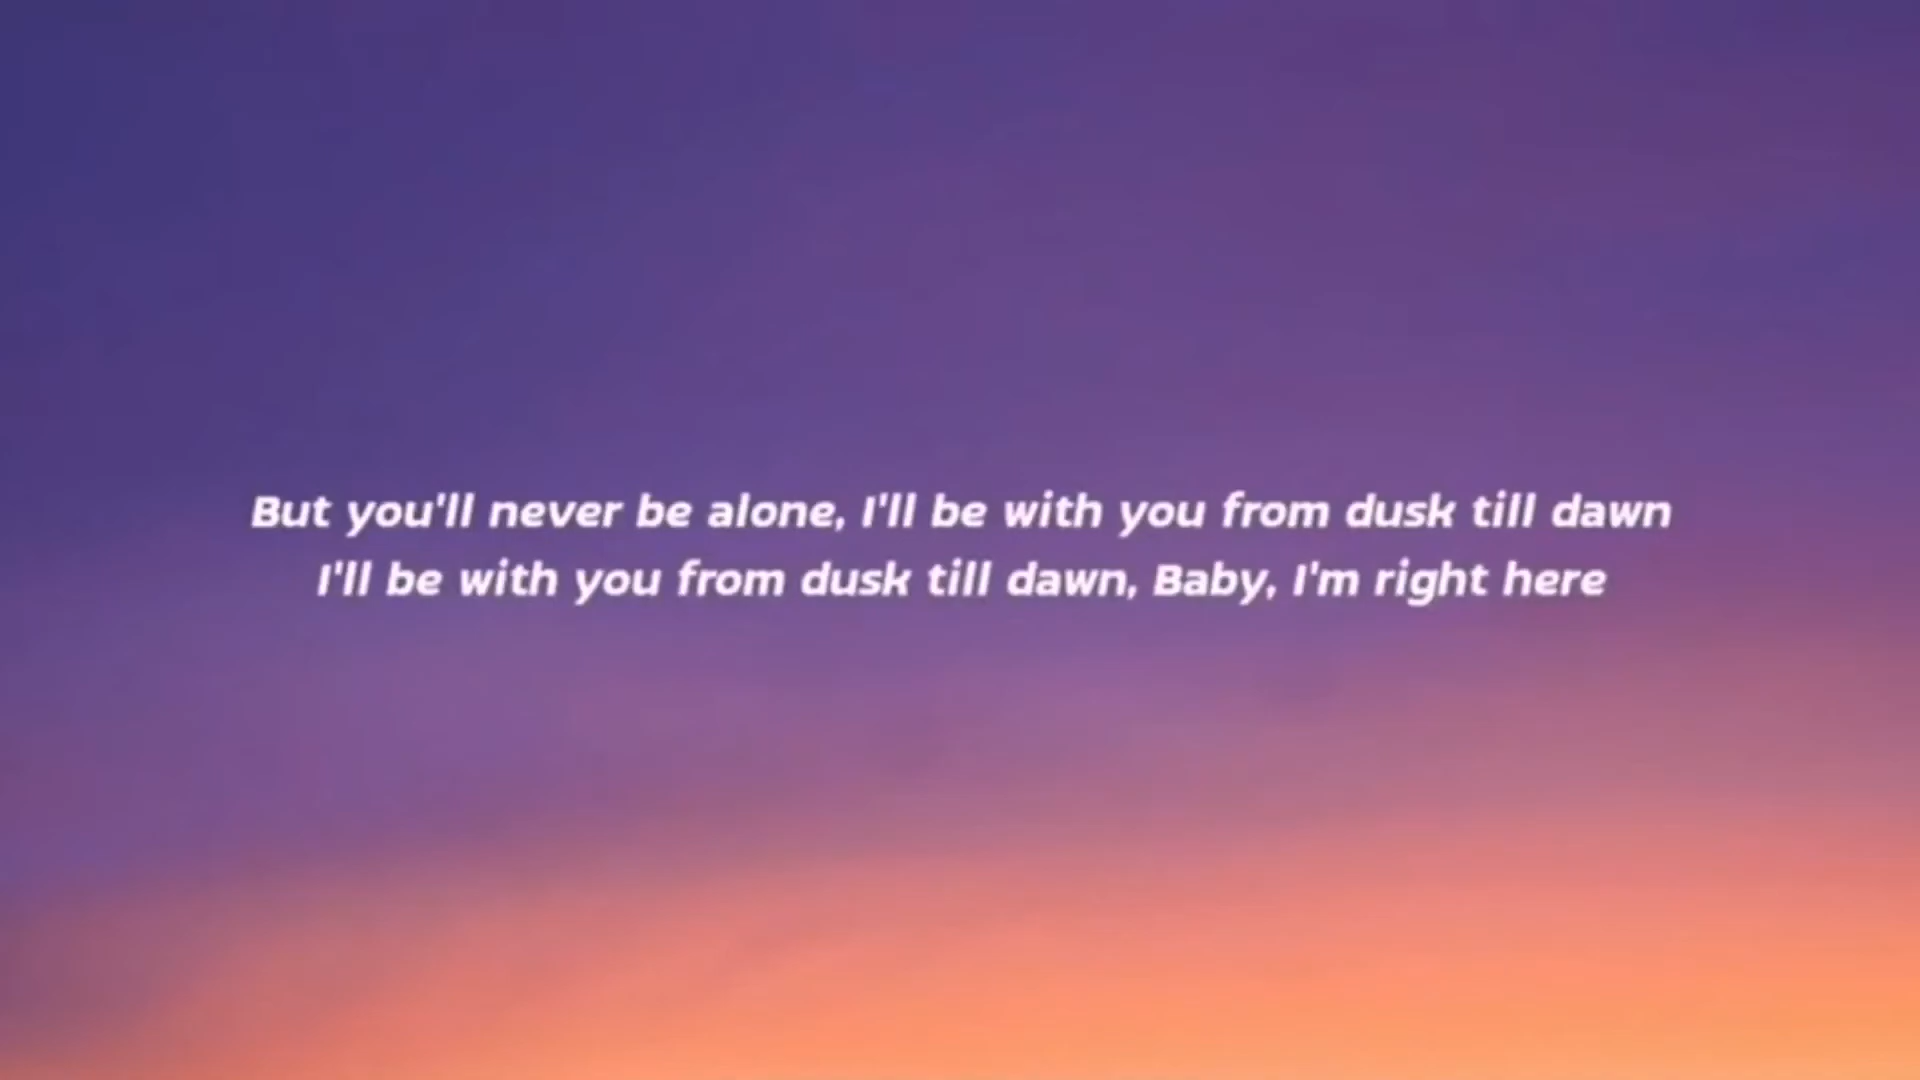 But you'll never be alone, I'll be with you from dusk till dawn
I'll be with you from dusk till dawn, Baby, I'm right here